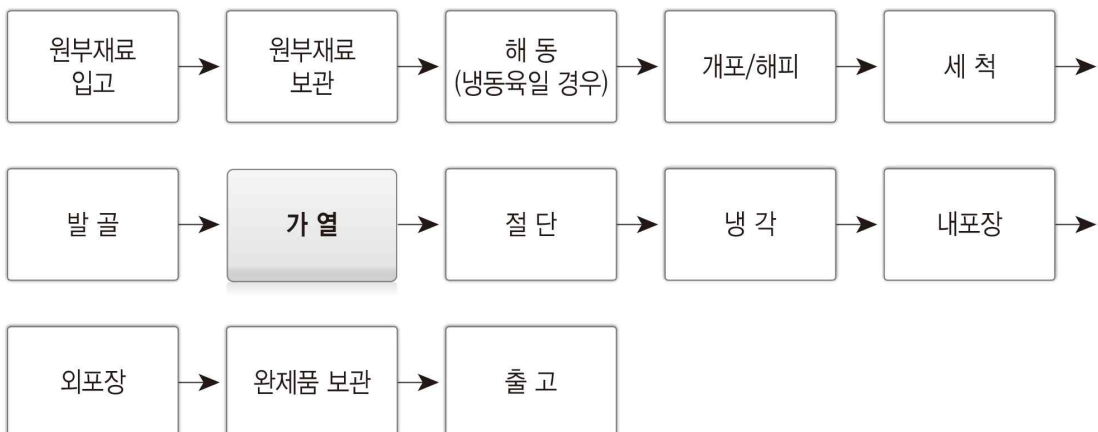 원부재료
입고
원부재료
보관
해 동
(냉동육일 경우)
개포/해피
세 척
발 골
가 열
절 단
냉 각
내포장
외포장
완제품 보관
출 고